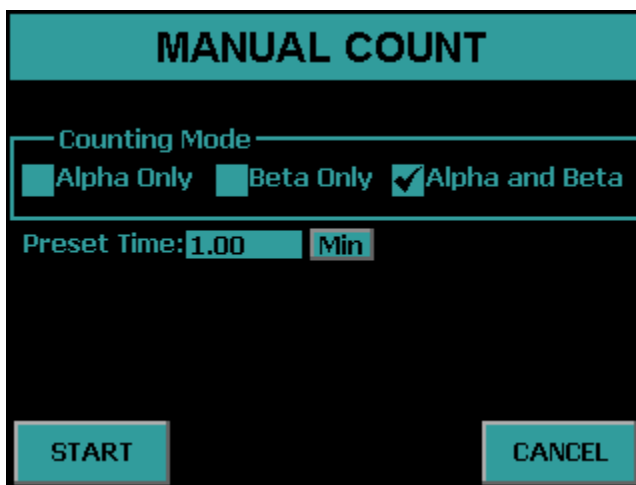 MANUAL COUNT
Counting Mode
Alpha Only Beta Only Alpha and Beta
Preset Time: 1.00 Min
START CANCEL